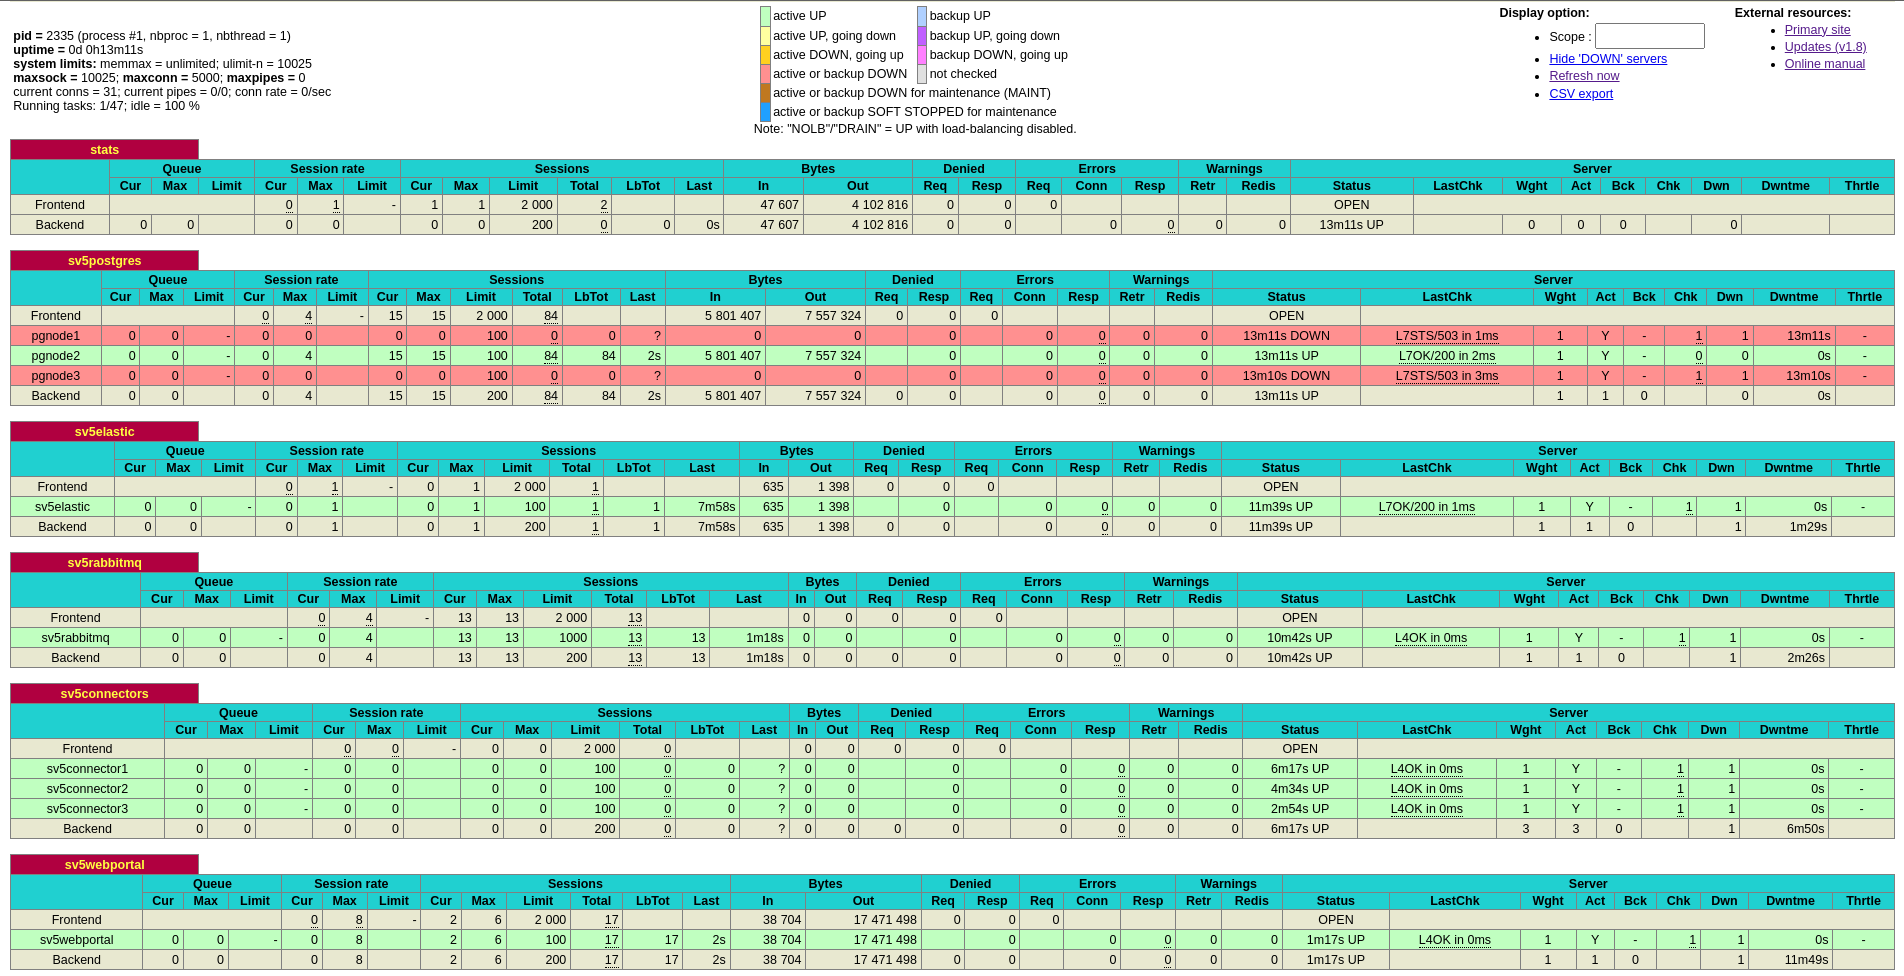 pid = 2335 (process #1, nbproc = 1, nbthread = 1)
uptime = 0d 0h13m11s
system limits: memmax = unlimited; ulimit-n = 10025
maxsock = 10025; maxconn = 5000; maxpipes = 0
current conns = 31; current pipes = 0/0; conn rate = 0/sec
Running tasks: 1/47; idle = 100 %
active UP backup UP
active UP, going down backup UP, going down
active DOWN, going up backup DOWN, going up
active or backup DOWN not checked
active or backup DOWN for maintenance (MAINT)
active or backup SOFT STOPPED for maintenance
Note: "NOLB"/"DRAIN" = UP with load-balancing disabled.
Display option:
• Scope :
• Hide 'DOWN' servers
• Refresh now
• CSV export
External resources:
• Primary site
• Updates (v1.8)
• Online manual
stats
Queue Session rate Sessions Bytes Denied Errors Warnings Server
Cur Max Limit Cur Max Limit Cur Max Limit Total LbTot Last In Out Req Resp Req Conn Resp Retr Redis Status LastChk Wght Act Bck Chk Dwn Dwntme Thrtle
Frontend 0 1 - 1 1 2 000 2 47 607 4 102 816 0 0 0 OPEN
Backend 0 0 0 0 0 0 200 0 0 0s 47 607 4 102 816 0 0 0 0 0 0 13m11s UP 0 0 0 0
sv5postgres
Queue Session rate Sessions Bytes Denied Errors Warnings Server
Cur Max Limit Cur Max Limit Cur Max Limit Total LbTot Last In Out Req Resp Req Conn Resp Retr Redis Status LastChk Wght Act Bck Chk Dwn Dwntme Thrtle
Frontend 0 4 - 15 15 2 000 84 5 801 407 7 557 324 0 0 0 OPEN
pgnode1 0 0 - 0 0 0 0 100 0 0 ? 0 0 0 0 0 0 0 13m11s DOWN L7STS/503 in 1ms 1 Y - 1 1 13m11s -
pgnode2 0 0 - 0 4 15 15 100 84 84 2s 5 801 407 7 557 324 0 0 0 0 0 13m11s UP L7OK/200 in 2ms 1 Y - 0 0 0s -
pgnode3 0 0 - 0 0 0 0 100 0 0 ? 0 0 0 0 0 0 0 13m10s DOWN L7STS/503 in 3ms 1 Y - 1 1 13m10s -
Backend 0 0 0 4 15 15 200 84 84 2s 5 801 407 7 557 324 0 0 0 0 0 0 13m11s UP 1 1 0 0 0s
sv5elastic
Queue Session rate Sessions Bytes Denied Errors Warnings Server
Cur Max Limit Cur Max Limit Cur Max Limit Total LbTot Last In Out Req Resp Req Conn Resp Retr Redis Status LastChk Wght Act Bck Chk Dwn Dwntme Thrtle
Frontend 0 1 - 0 1 2 000 1 635 1 398 0 0 0 OPEN
sv5elastic 0 0 - 0 1 0 1 100 1 1 7m58s 635 1 398 0 0 0 0 0 11m39s UP L7OK/200 in 1ms 1 Y - 1 1 0s -
Backend 0 0 0 1 0 1 200 1 1 7m58s 635 1 398 0 0 0 0 0 0 11m39s UP 1 1 0 1 1m29s
sv5rabbitmq
Queue Session rate Sessions Bytes Denied Errors Warnings Server
Cur Max Limit Cur Max Limit Cur Max Limit Total LbTot Last In Out Req Resp Req Conn Resp Retr Redis Status LastChk Wght Act Bck Chk Dwn Dwntme Thrtle
Frontend 0 4 - 13 13 2 000 13 0 0 0 0 0 OPEN
sv5rabbitmq 0 0 - 0 4 13 13 1000 13 13 1m18s 0 0 0 0 0 0 0 10m42s UP L4OK in 0ms 1 Y - 1 1 0s -
Backend 0 0 0 4 13 13 200 13 13 1m18s 0 0 0 0 0 0 0 0 10m42s UP 1 1 0 1 2m26s
sv5connectors
Queue Session rate Sessions Bytes Denied Errors Warnings Server
Cur Max Limit Cur Max Limit Cur Max Limit Total LbTot Last In Out Req Resp Req Conn Resp Retr Redis Status LastChk Wght Act Bck Chk Dwn Dwntme Thrtle
Frontend 0 0 - 0 0 2 000 0 0 0 0 0 0 OPEN
sv5connector1 0 0 - 0 0 0 0 100 0 0 ? 0 0 0 0 0 0 0 6m17s UP L4OK in 0ms 1 Y - 1 1 0s -
sv5connector2 0 0 - 0 0 0 0 100 0 0 ? 0 0 0 0 0 0 0 4m34s UP L4OK in 0ms 1 Y - 1 1 0s -
sv5connector3 0 0 - 0 0 0 0 100 0 0 ? 0 0 0 0 0 0 0 2m54s UP L4OK in 0ms 1 Y - 1 1 0s -
Backend 0 0 0 0 0 0 200 0 0 ? 0 0 0 0 0 0 0 0 6m17s UP 3 3 0 1 6m50s
sv5webportal
Queue Session rate Sessions Bytes Denied Errors Warnings Server
Cur Max Limit Cur Max Limit Cur Max Limit Total LbTot Last In Out Req Resp Req Conn Resp Retr Redis Status LastChk Wght Act Bck Chk Dwn Dwntme Thrtle
Frontend 0 8 - 2 6 2 000 17 38 704 17 471 498 0 0 0 OPEN
sv5webportal 0 0 - 0 8 2 6 100 17 17 2s 38 704 17 471 498 0 0 0 0 0 1m17s UP L4OK in 0ms 1 Y - 1 1 0s -
Backend 0 0 0 8 2 6 200 17 17 2s 38 704 17 471 498 0 0 0 0 0 0 1m17s UP 1 1 0 1 11m49s